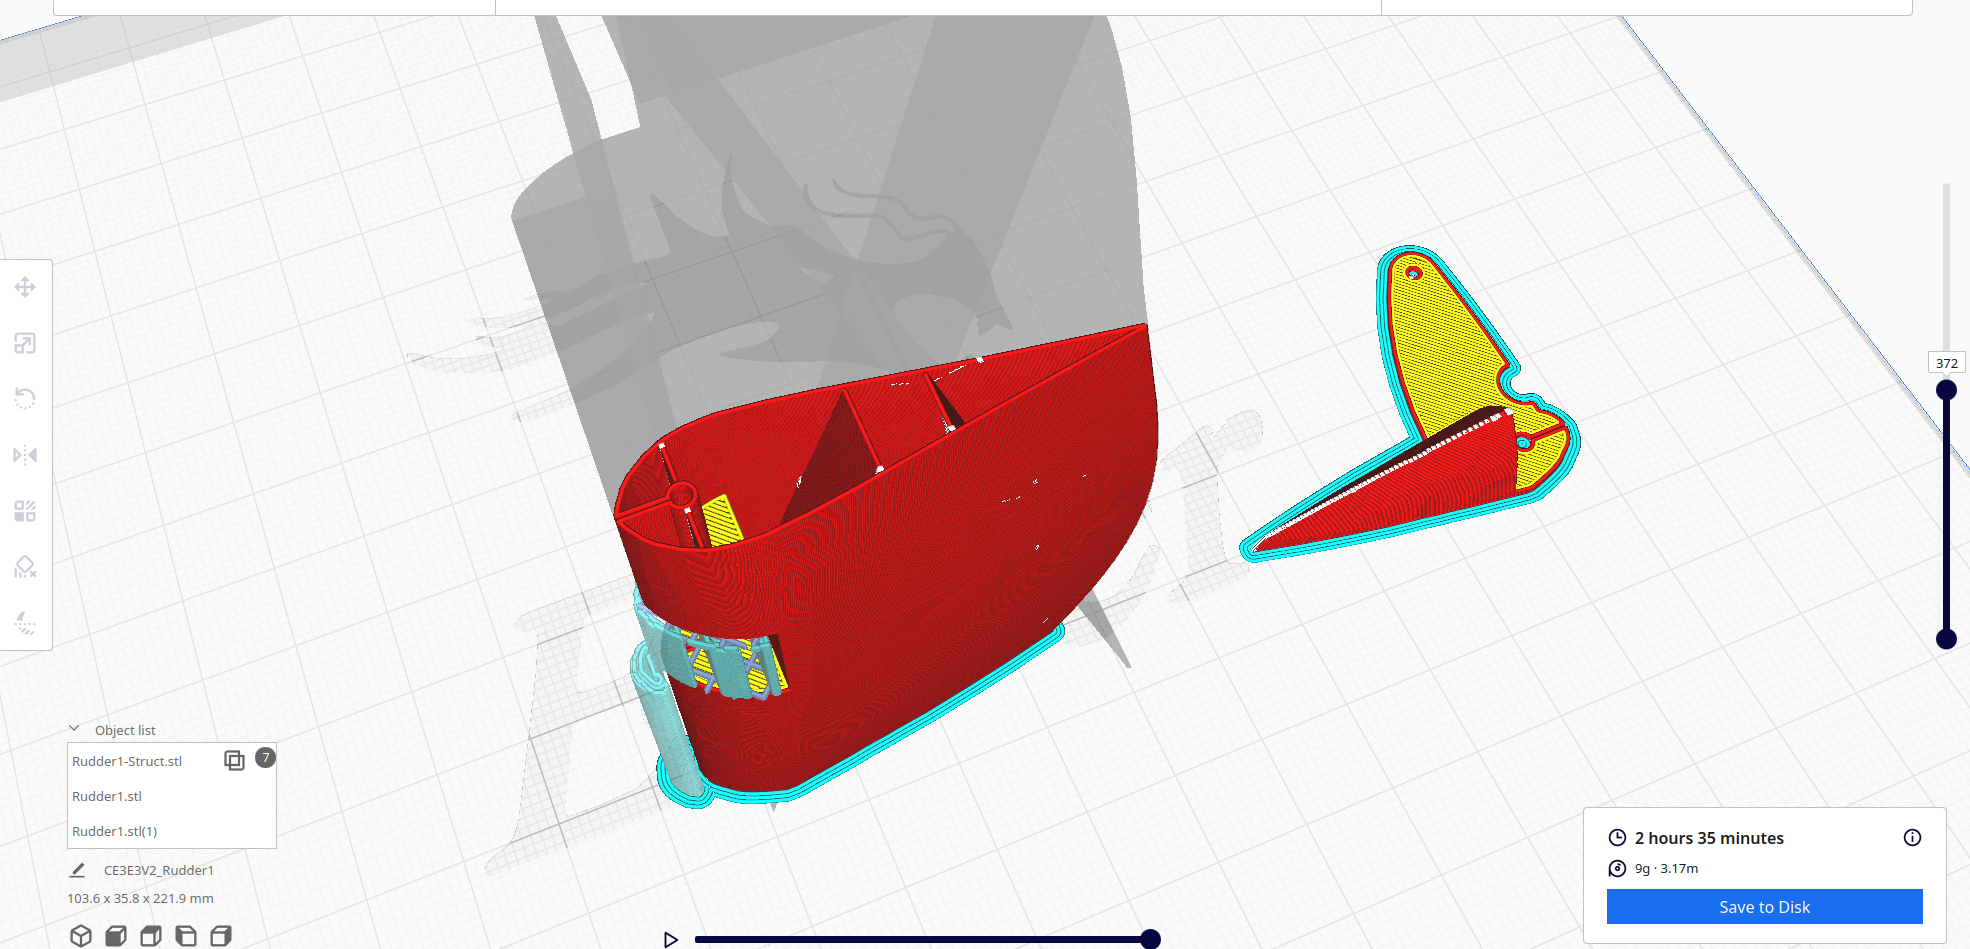 372
Object list
Rudder1-Struct.stl
7
Rudder1.stl
Rudder1.stl(1)
CE3E3V2_Rudder1
103.6 x 35.8 x 221.9 mm
2 hours 35 minutes
9g · 3.17m
Save to Disk